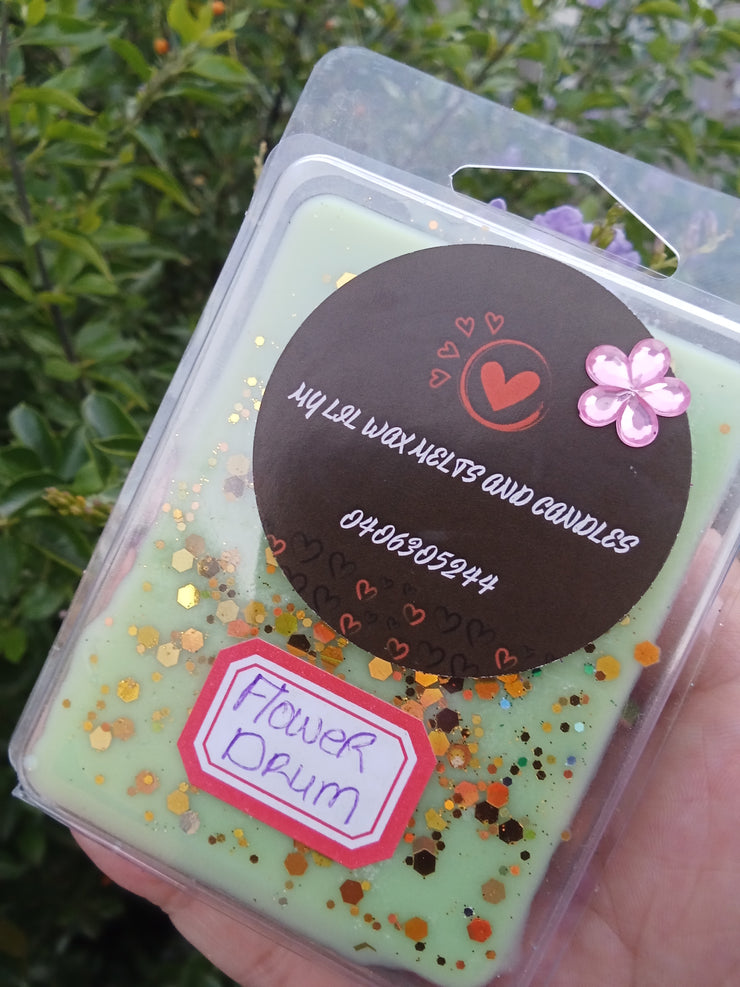 MY LIL WAX MELTS AND CANDLES
0406305244
FLOWER
DRUM